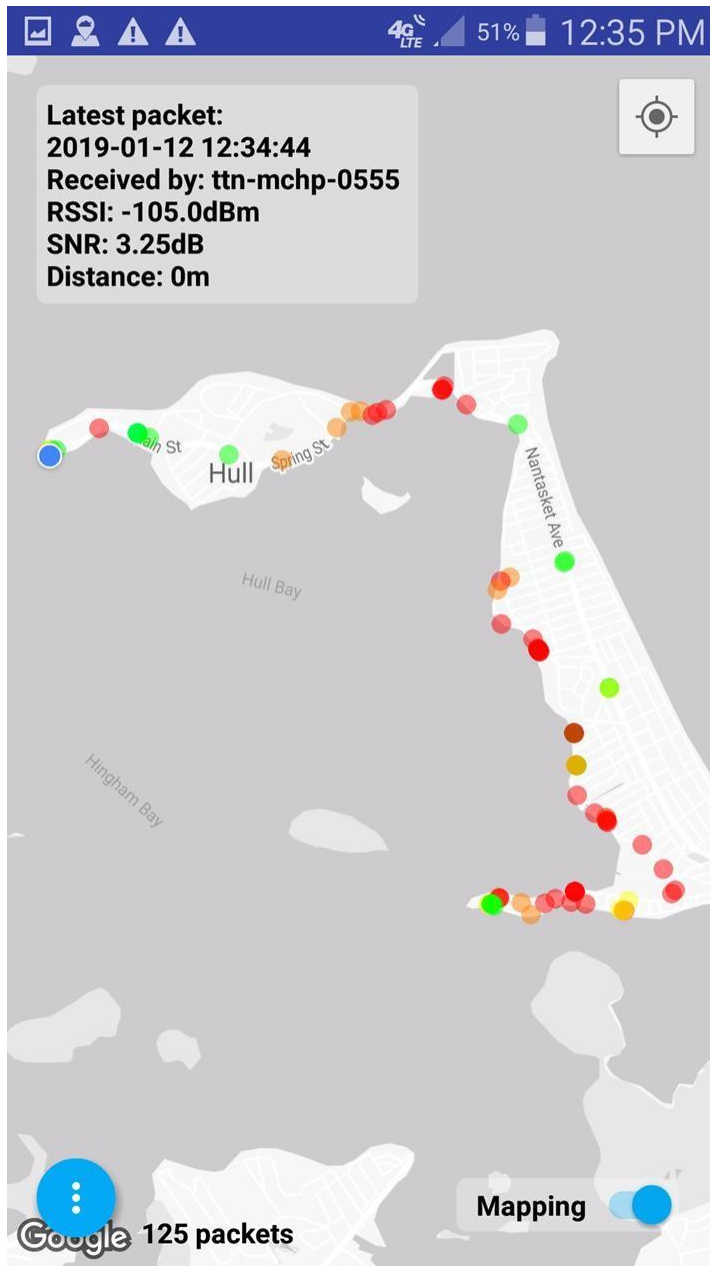 4G LTE 51% 12:35 PM
Latest packet:
2019-01-12 12:34:44
Received by: ttn-mchp-0555
RSSI: -105.0dBm
SNR: 3.25dB
Distance: 0m
ain St
Hull
Spring St
Nantasket Ave
Hull Bay
Hingham Bay
Mapping
Google 125 packets